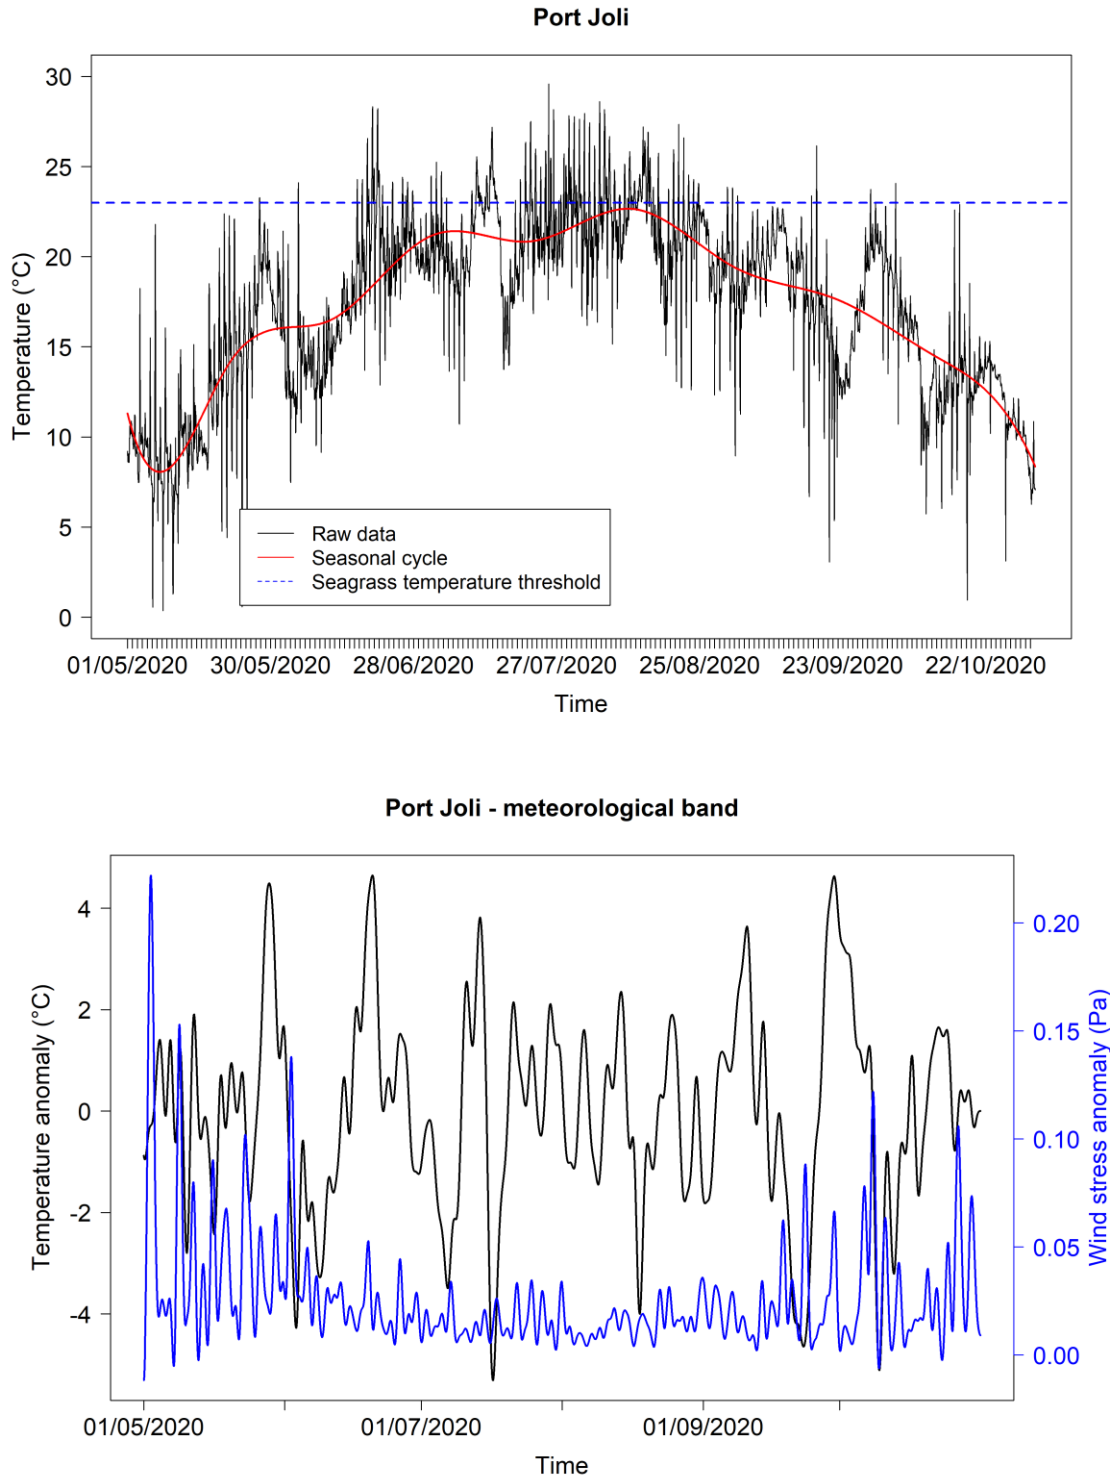 Port Joli
30
25
20
15
10
5
0
Temperature (°C)
Raw data
Seasonal cycle
Seagrass temperature threshold
01/05/2020 30/05/2020 28/06/2020 27/07/2020 25/08/2020 23/09/2020 22/10/2020
Time
Port Joli - meteorological band
4
2
0
-2
-4
Temperature anomaly (°C)
0.20
0.15
0.10
0.05
0.00
Wind stress anomaly (Pa)
01/05/2020 01/07/2020 01/09/2020
Time